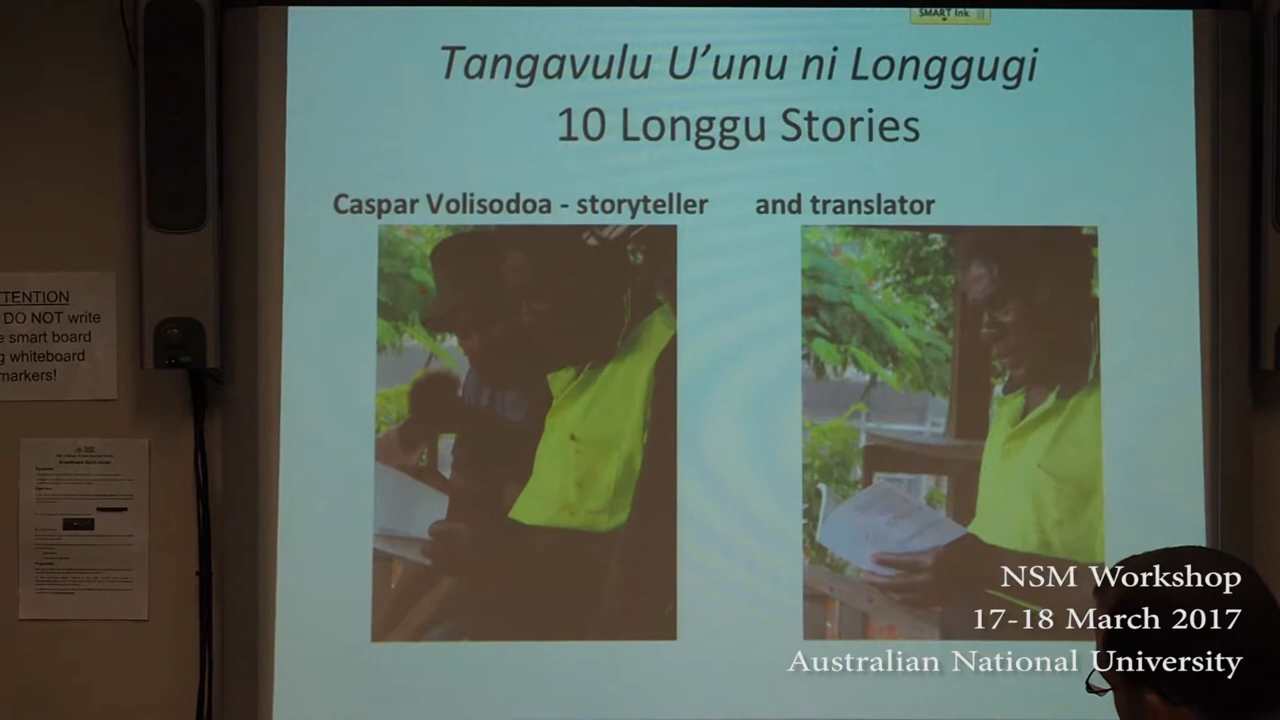 SMART Ink
Tangavulu U'unu ni Longgugi
10 Longgu Stories
Caspar Volisodoa - storyteller and translator
TENTION
DO NOT write
e smart board
g whiteboard
markers!
NSM Workshop
17-18 March 2017
Australian National University